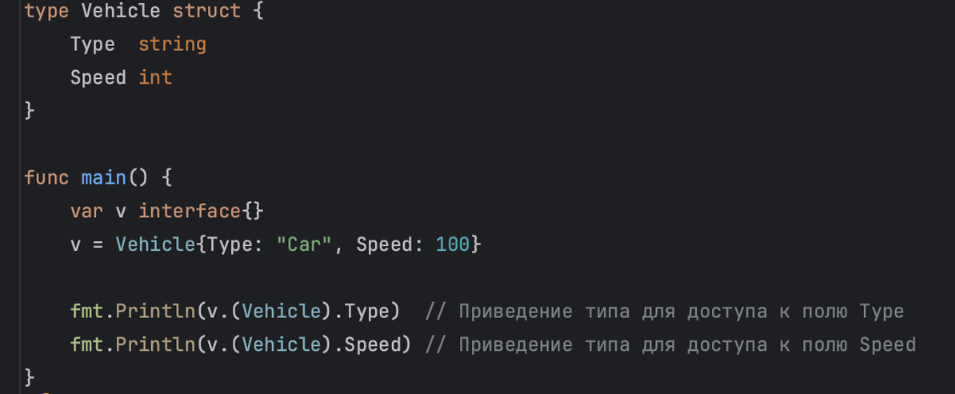 type Vehicle struct {
    Type  string
    Speed int
}
func main() {
    var v interface{}
    v = Vehicle{Type: "Car", Speed: 100}
    fmt.Println(v.(Vehicle).Type)  // Приведение типа для доступа к полю Type
    fmt.Println(v.(Vehicle).Speed) // Приведение типа для доступа к полю Speed
}